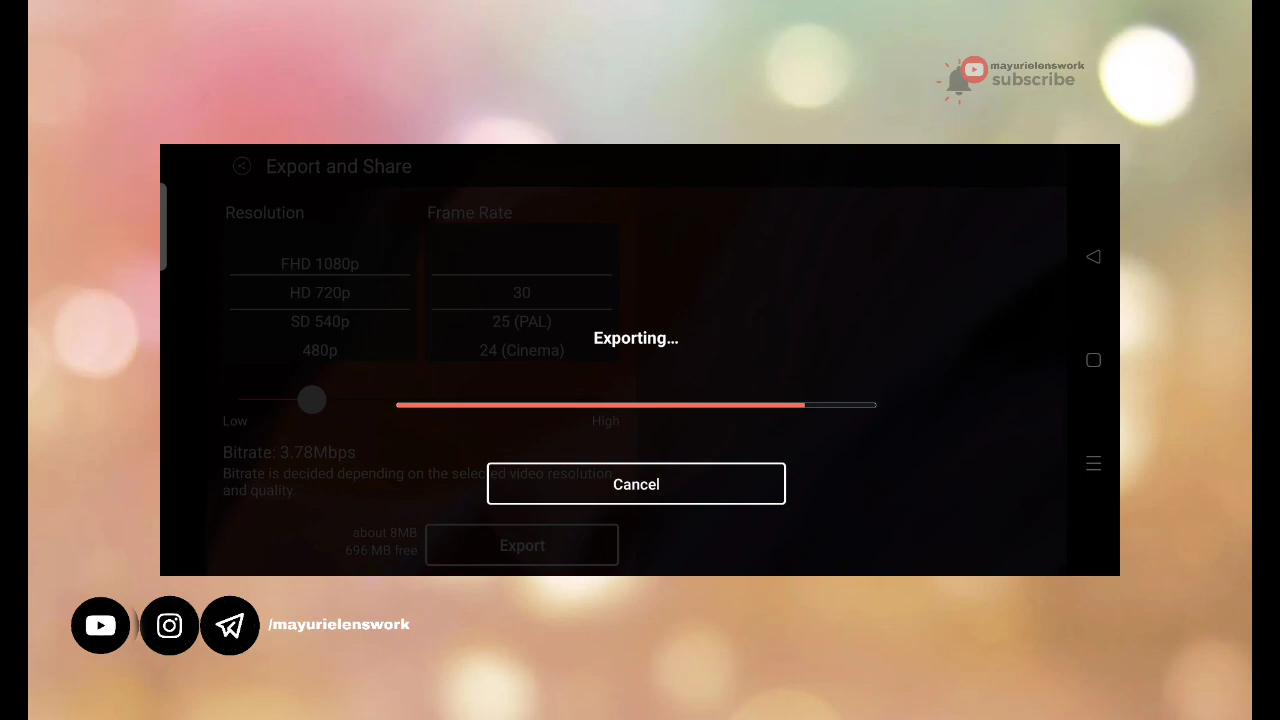 mayurielenswork
subscribe
Export and Share
Resolution
Frame Rate
FHD 1080p
HD 720p
30
SD 540p
25 (PAL)
480p
24 (Cinema)
Exporting...
Low
High
Bitrate: 3.78Mbps
Bitrate is decided depending on the selected video resolution
and quality.
Cancel
about 8MB
696 MB free
Export
/mayurielenswork